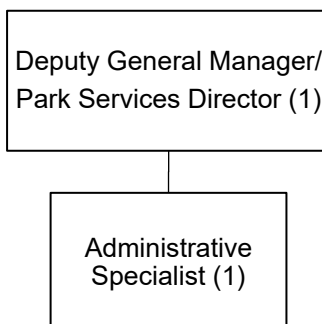 Deputy General Manager/
Park Services Director (1)
Administrative
Specialist (1)